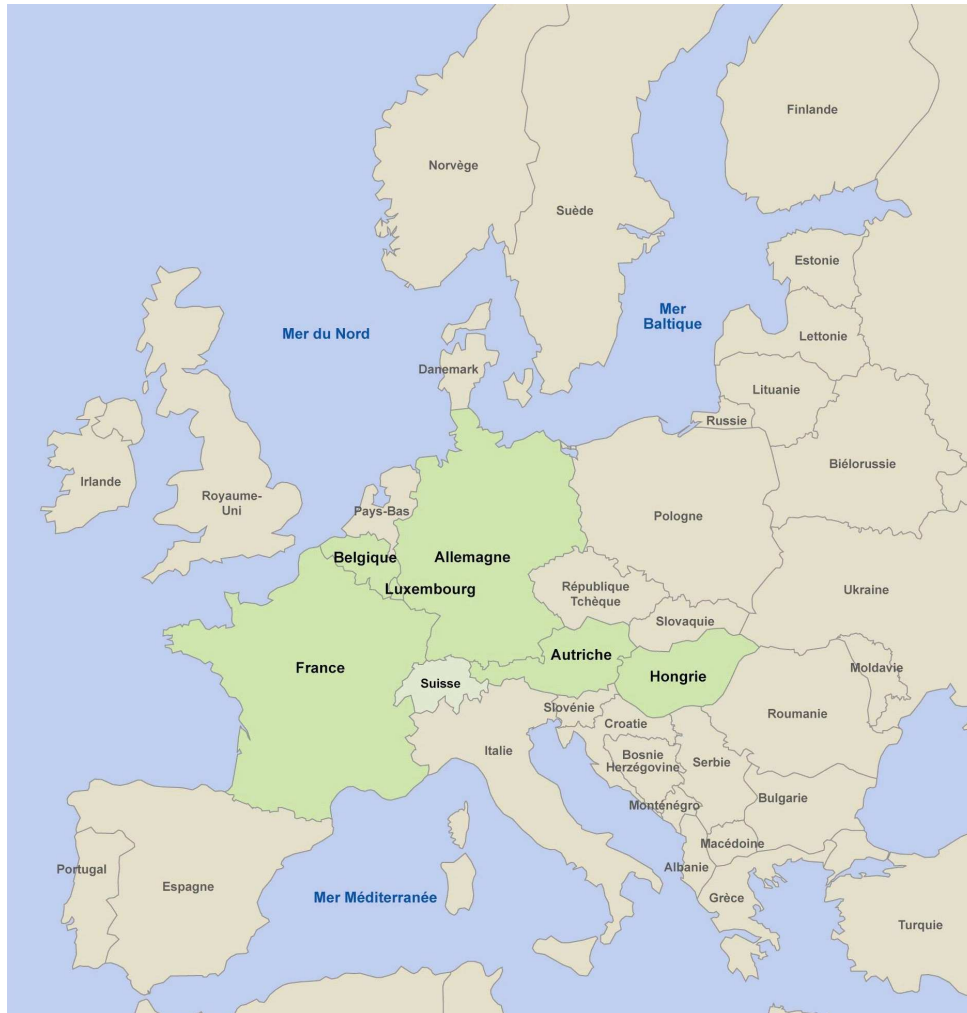 Finlande
Norvège
Suède
Estonie
Mer
Baltique
Mer du Nord
Lettonie
Danemark
Lituanie
Russie
Biélorussie
Irlande
Royaume-
Uni
Pays-Bas
Pologne
Belgique
Allemagne
Luxembourg
République
Tchèque
Ukraine
Slovaquie
Autriche
France
Suisse
Hongrie
Moldavie
Slovénie
Croatie
Roumanie
Italie
Bosnie
Herzégovine
Serbie
Bulgarie
Monténégro
Macédoine
Albanie
Portugal
Espagne
Mer Méditerranée
Grèce
Turquie